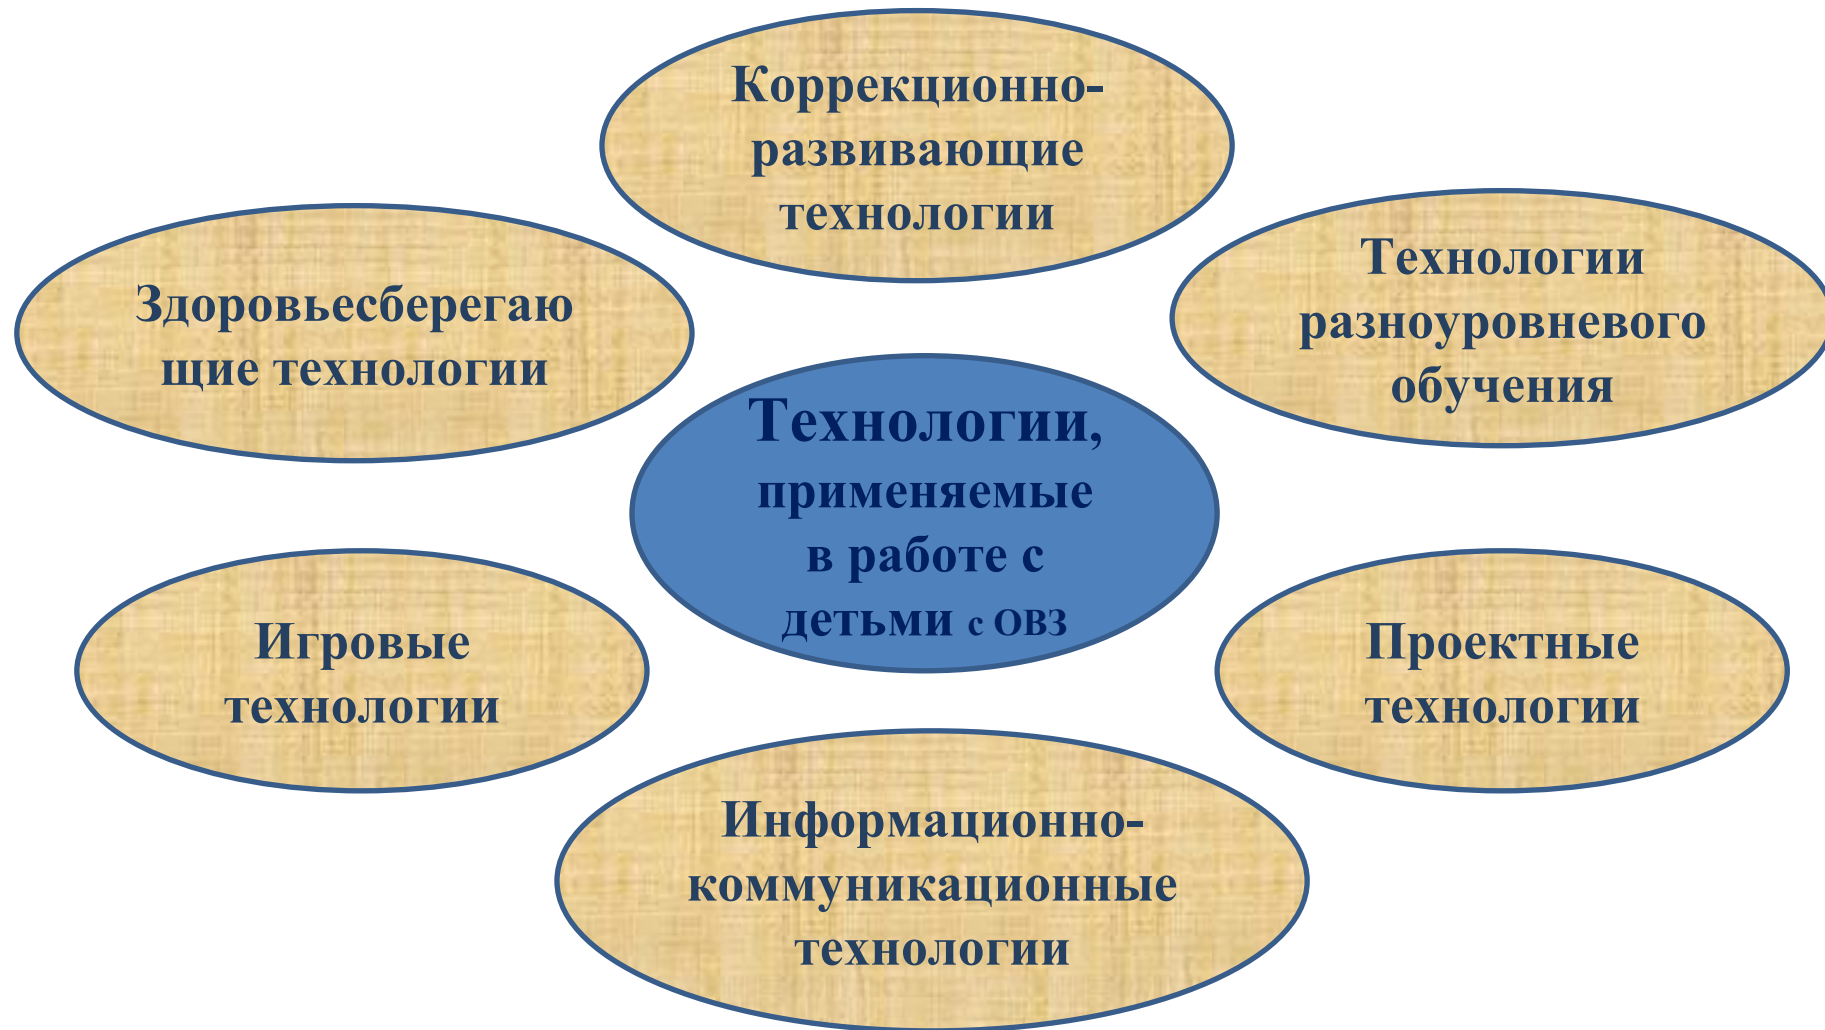 Коррекционно-
развивающие
технологии
Здоровьесберегаю
щие технологии
Технологии
разноуровневого
обучения
Технологии,
применяемые
в работе с
детьми с ОВЗ
Игровые
технологии
Проектные
технологии
Информационно-
коммуникационные
технологии